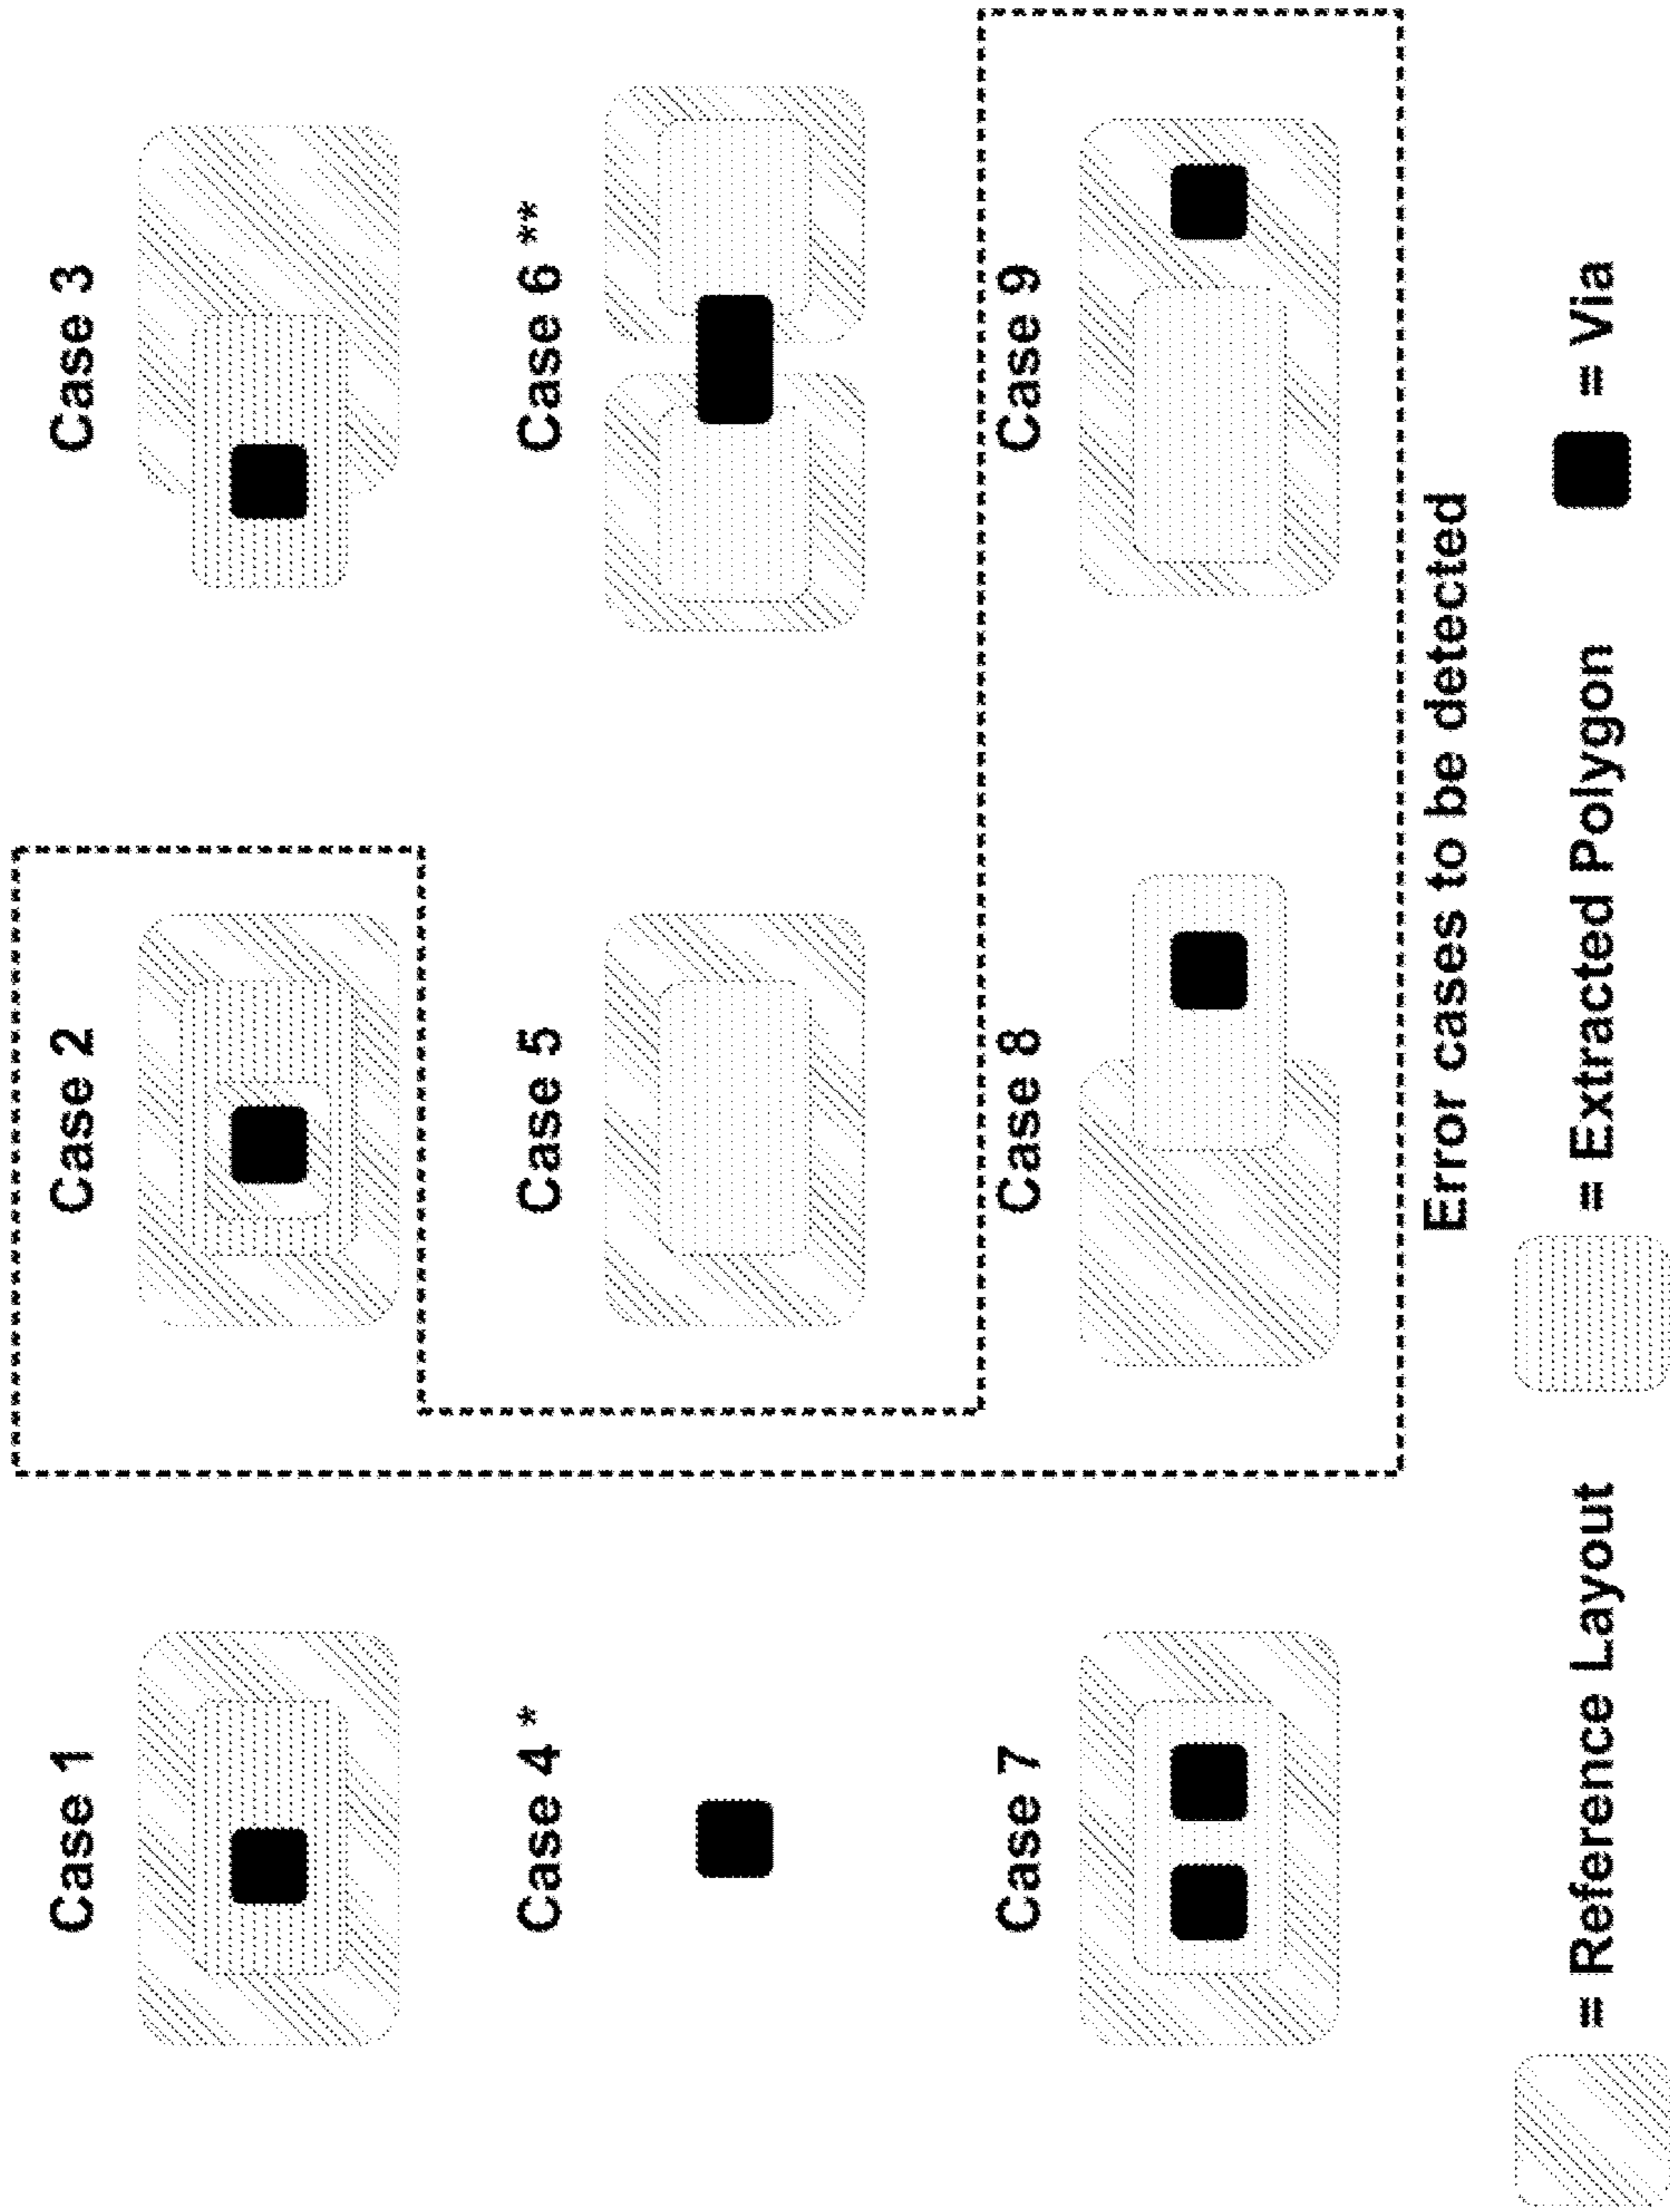 Case 1
Case 2
Case 3
Case 4 *
Case 5
Case 6 **
Case 7
Case 8
Case 9
Error cases to be detected
= Reference Layout
= Extracted Polygon
= Via